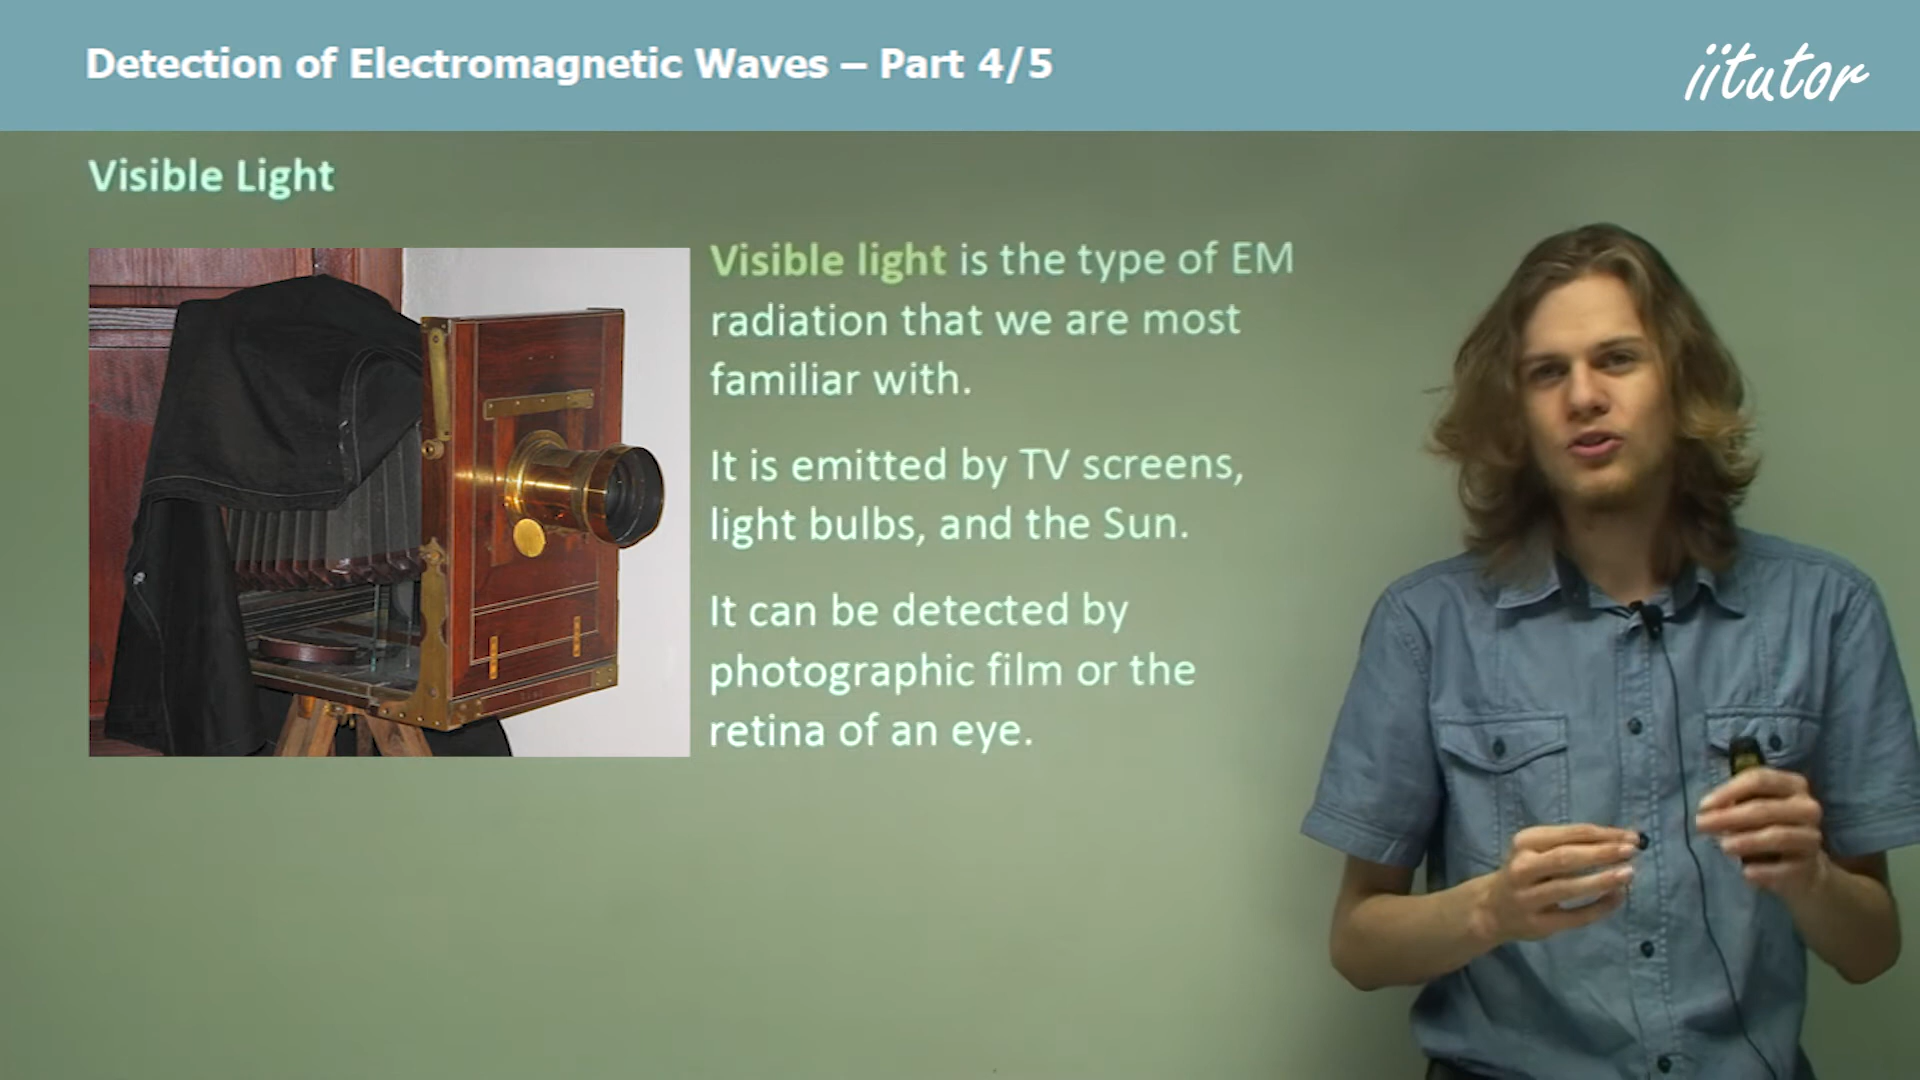 Detection of Electromagnetic Waves – Part 4/5
iitutor
Visible Light
Visible light is the type of EM
radiation that we are most
familiar with.
It is emitted by TV screens,
light bulbs, and the Sun.
It can be detected by
photographic film or the
retina of an eye.